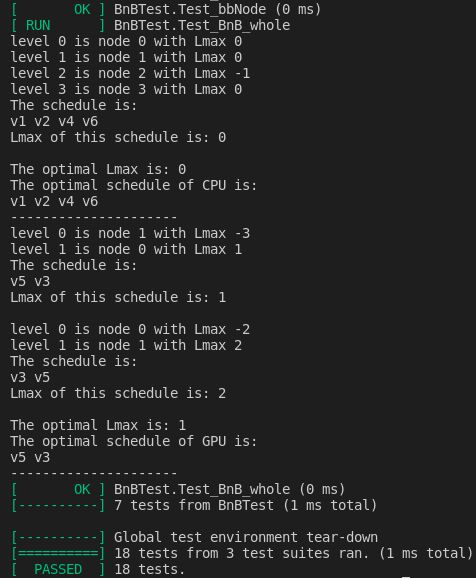 [       OK ] BnBTest.Test_bbNode (0 ms)
[ RUN      ] BnBTest.Test_BnB_whole
level 0 is node 0 with Lmax 0
level 1 is node 1 with Lmax 0
level 2 is node 2 with Lmax -1
level 3 is node 3 with Lmax 0
The schedule is:
v1 v2 v4 v6
Lmax of this schedule is: 0

The optimal Lmax is: 0
The optimal schedule of CPU is:
v1 v2 v4 v6
---------------------
level 0 is node 1 with Lmax -3
level 1 is node 0 with Lmax 1
The schedule is:
v5 v3
Lmax of this schedule is: 1

level 0 is node 0 with Lmax -2
level 1 is node 1 with Lmax 2
The schedule is:
v3 v5
Lmax of this schedule is: 2

The optimal Lmax is: 1
The optimal schedule of GPU is:
v5 v3
---------------------
[       OK ] BnBTest.Test_BnB_whole (0 ms)
[----------] 7 tests from BnBTest (1 ms total)

[----------] Global test environment tear-down
[==========] 18 tests from 3 test suites ran. (1 ms total)
[  PASSED  ] 18 tests.